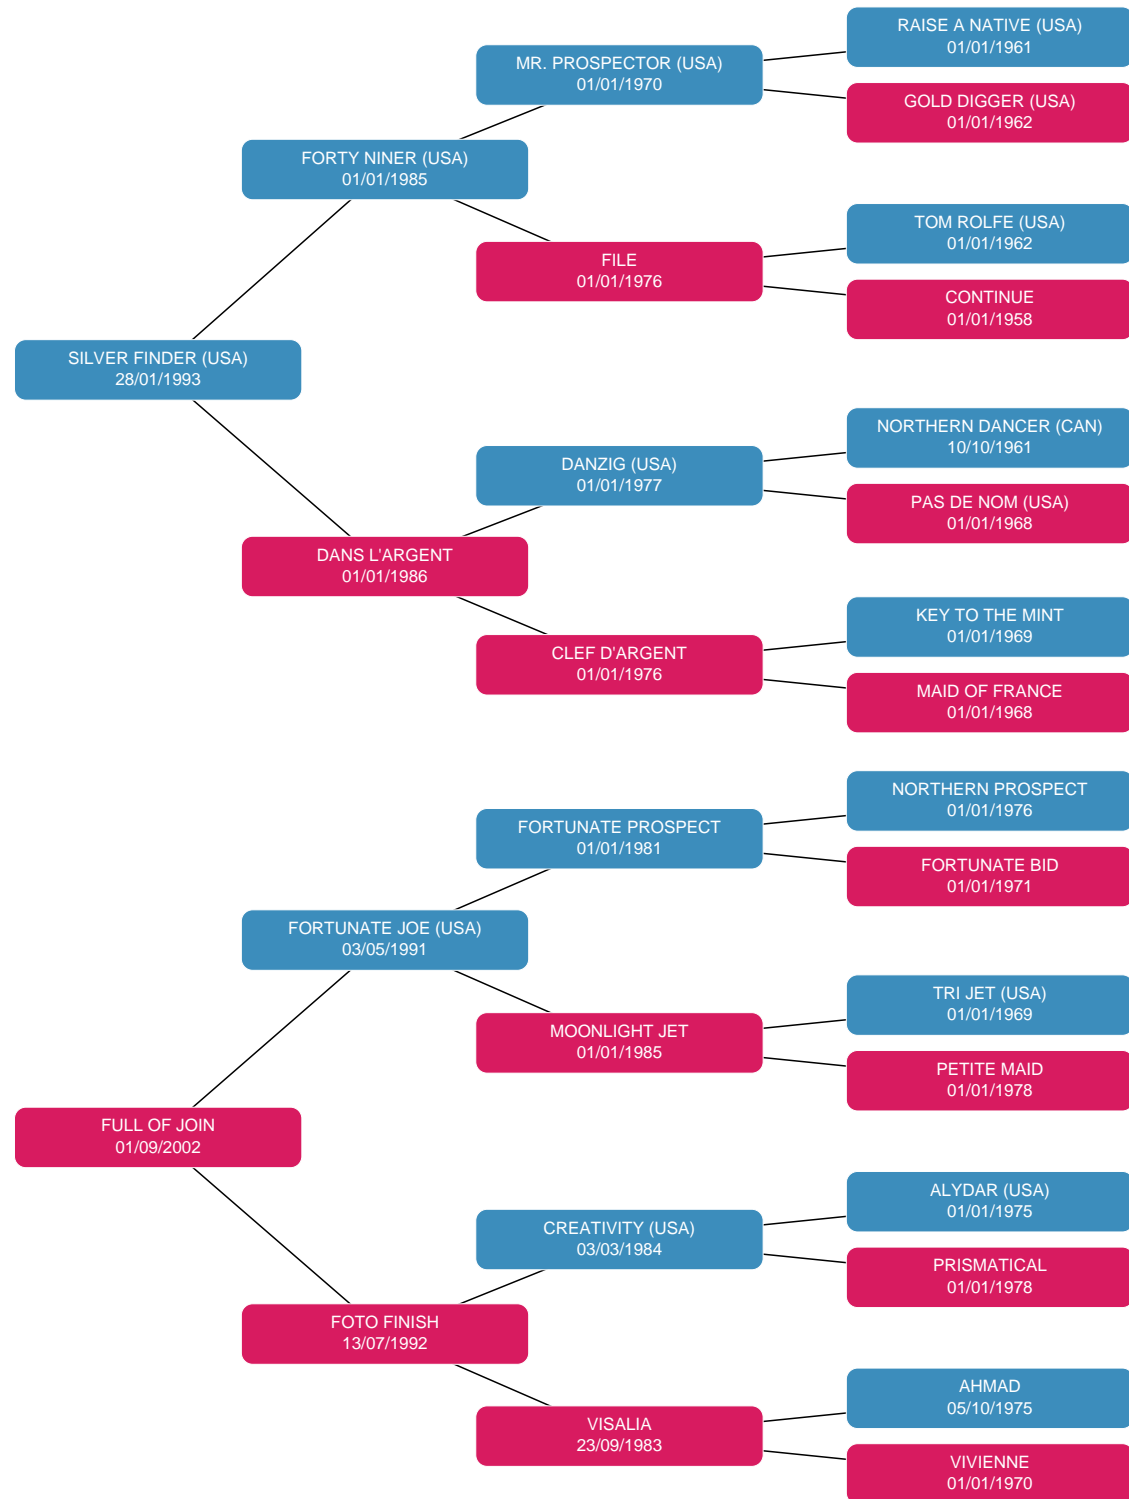 RAISE A NATIVE (USA)
01/01/1961
MR. PROSPECTOR (USA)
01/01/1970
GOLD DIGGER (USA)
01/01/1962
FORTY NINER (USA)
01/01/1985
TOM ROLFE (USA)
01/01/1962
FILE
01/01/1976
CONTINUE
01/01/1958
SILVER FINDER (USA)
28/01/1993
NORTHERN DANCER (CAN)
10/10/1961
DANZIG (USA)
01/01/1977
PAS DE NOM (USA)
01/01/1968
DANS L'ARGENT
01/01/1986
KEY TO THE MINT
01/01/1969
CLEF D'ARGENT
01/01/1976
MAID OF FRANCE
01/01/1968
NORTHERN PROSPECT
01/01/1976
FORTUNATE PROSPECT
01/01/1981
FORTUNATE BID
01/01/1971
FORTUNATE JOE (USA)
03/05/1991
TRI JET (USA)
01/01/1969
MOONLIGHT JET
01/01/1985
PETITE MAID
01/01/1978
FULL OF JOIN
01/09/2002
ALYDAR (USA)
01/01/1975
CREATIVITY (USA)
03/03/1984
PRISMATICAL
01/01/1978
FOTO FINISH
13/07/1992
AHMAD
05/10/1975
VISALIA
23/09/1983
VIVIENNE
01/01/1970